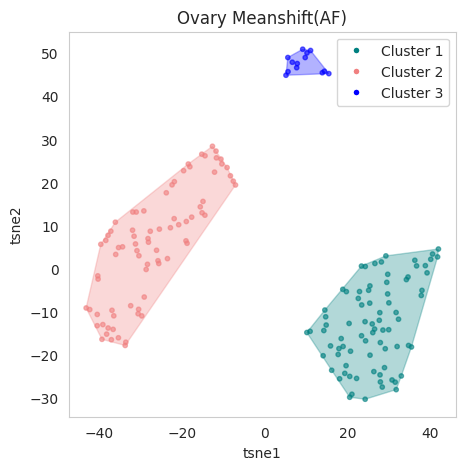 Ovary Meanshift(AF)
Cluster 1
Cluster 2
Cluster 3
tsne2
50
40
30
20
10
0
−10
−20
−30
−40
−20
0
20
40
tsne1